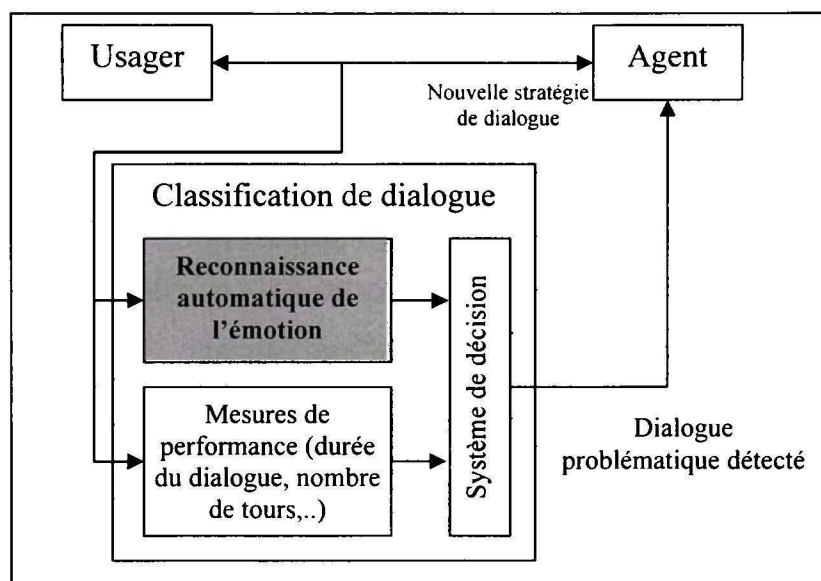 Usager
Agent
Nouvelle stratégie
de dialogue
Classification de dialogue
Reconnaissance
automatique de
l'émotion
Mesures de
performance (durée
du dialogue, nombre
de tours,..)
Système de décision
Dialogue
problématique détecté